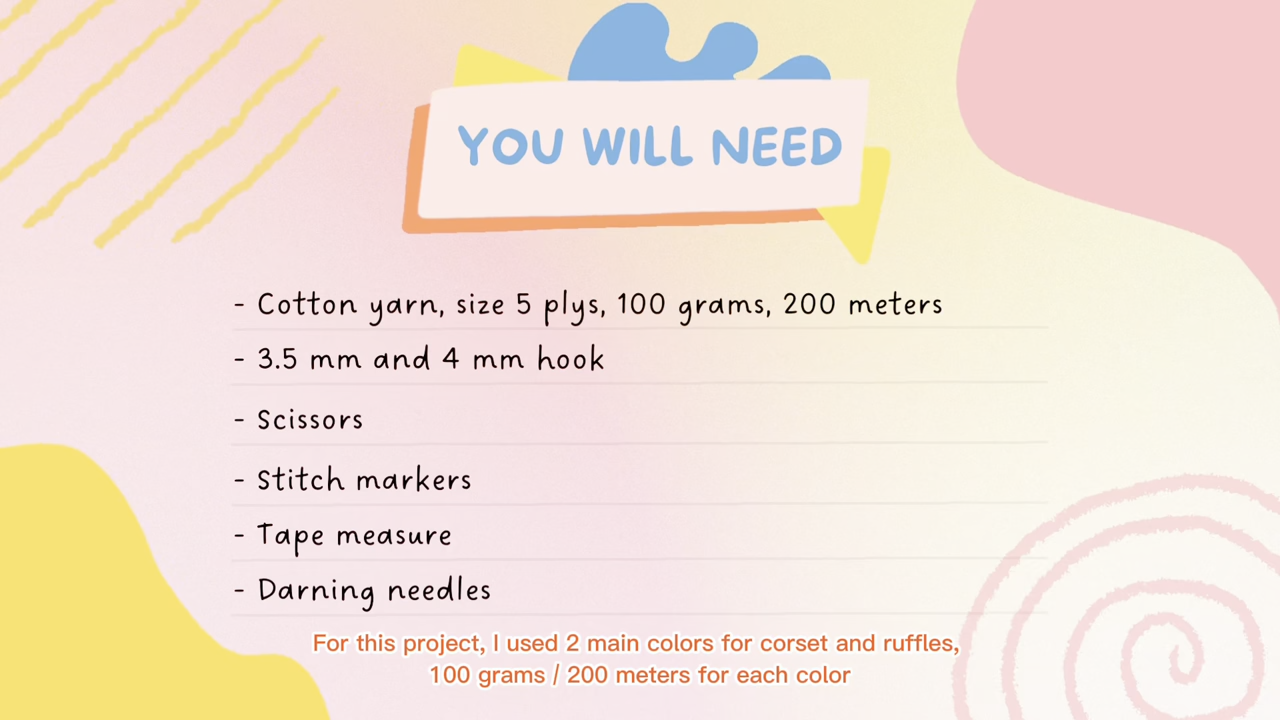 YOU WILL NEED
- Cotton yarn, size 5 plys, 100 grams, 200 meters
- 3.5 mm and 4 mm hook
- Scissors
- Stitch markers
- Tape measure
- Darning needles
For this project, I used 2 main colors for corset and ruffles,
100 grams / 200 meters for each color